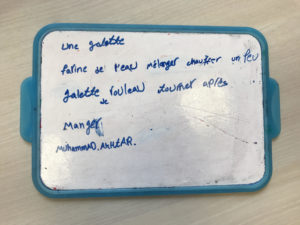 une galette
farine de l'eau mélanger chauffer un peu
galette de rouleau tourner après
Manger
MuhammaD.AKHtAR.